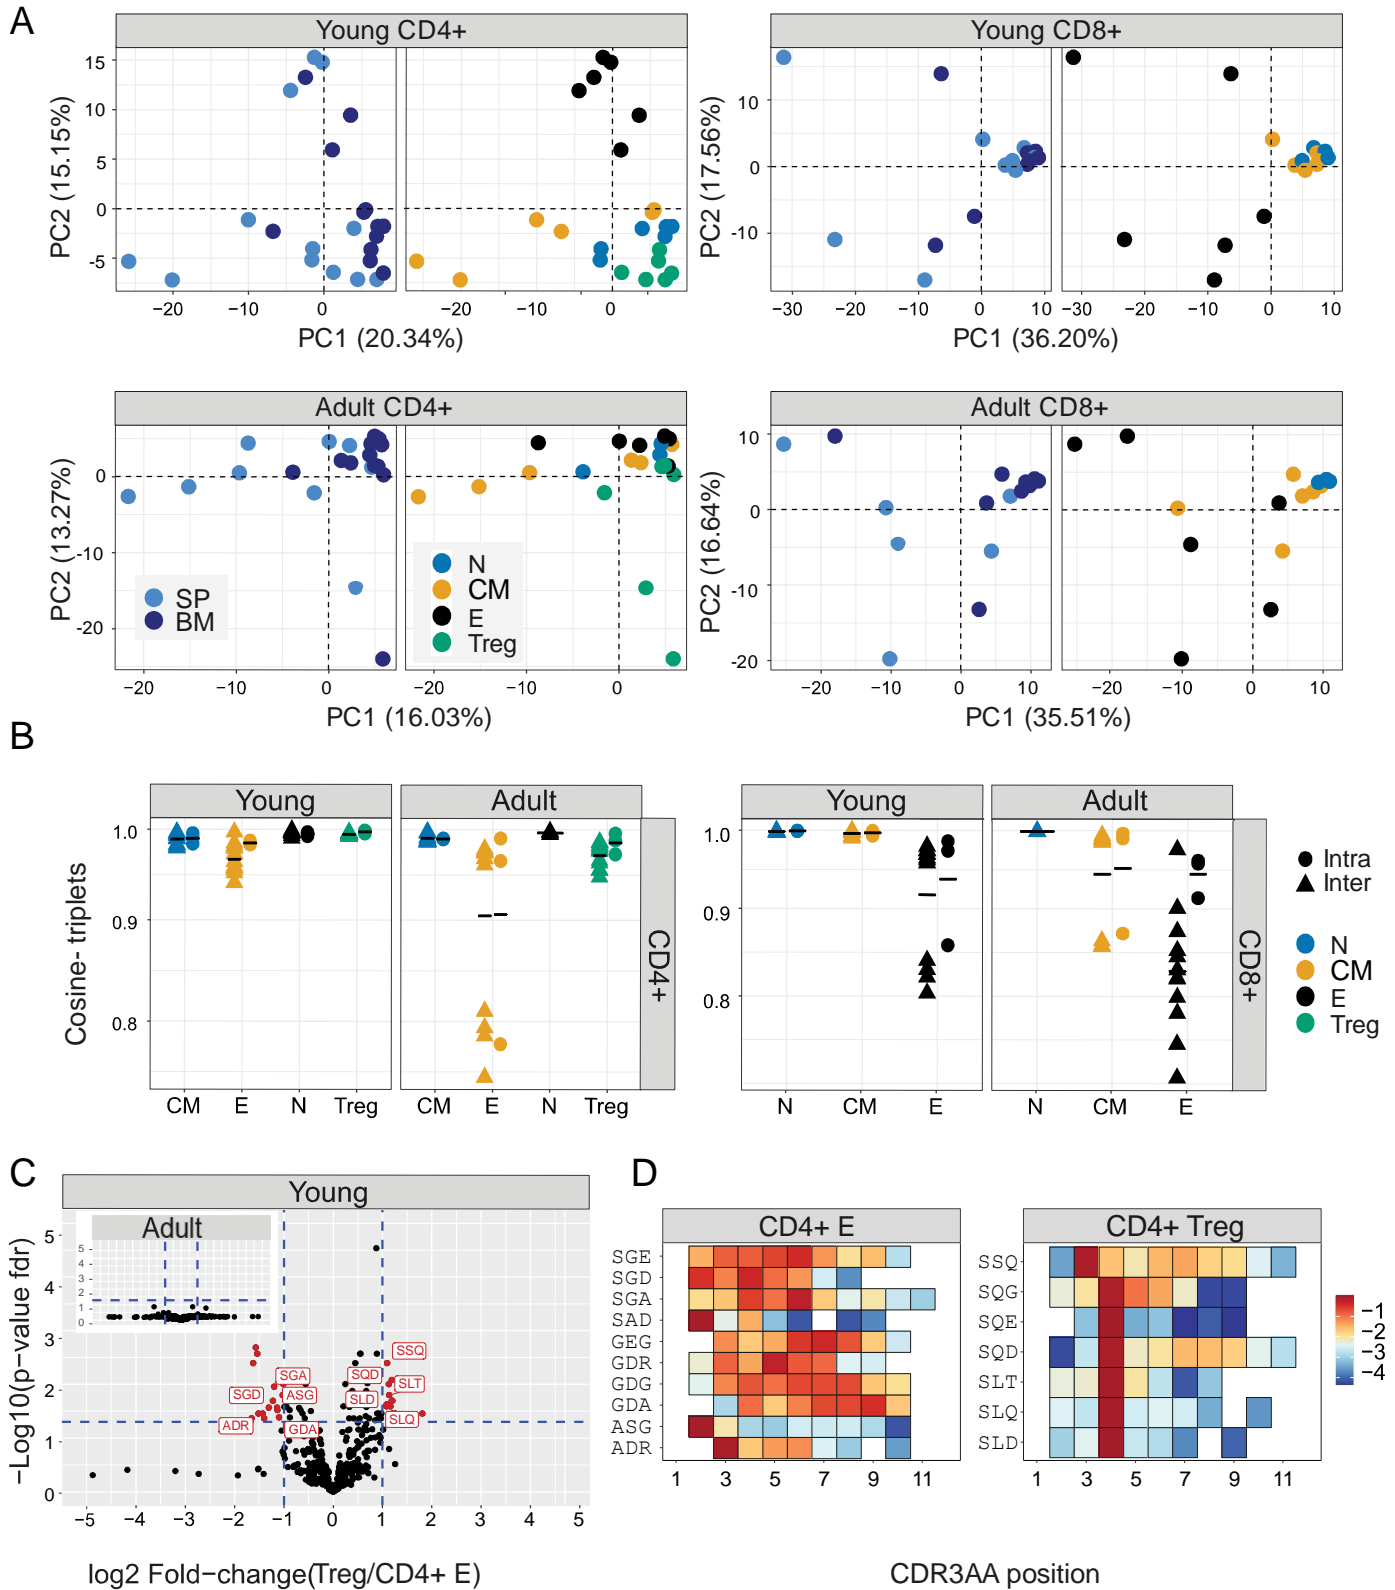 A
Young CD4+
Young CD8+
PC2 (15.15%)
15
10
5
0
-5
−20
−10
0
−20
−10
0
PC1 (20.34%)
PC2 (17.56%)
10
0
-10
−30
−20
−10
0
10
−30
−20
−10
0
10
PC1 (36.20%)
Adult CD4+
Adult CD8+
PC2 (13.27%)
0
-10
-20
SP
BM
N
CM
E
Treg
−20
−10
0
−20
−10
0
PC1 (16.03%)
PC2 (16.64%)
10
0
-10
-20
−20
−10
0
10
−20
−10
0
10
PC1 (35.51%)
B
Young
Adult
Young
Adult
Cosine- triplets
1.0
0.9
0.8
CD4+
CM
E
N
Treg
CM
E
N
Treg
1.0
0.9
0.8
CD8+
N
CM
E
N
CM
E
Intra
Inter
N
CM
E
Treg
C
Young
Adult
5
4
3
2
1
0
−Log10(p−value fdr)
5
4
3
2
1
0
SSQ
SGA
SQD
SLT
SGD
ASG
SLD
SLQ
ADR
GDA
−5
−4
−3
−2
−1
0
1
2
3
4
5
log2 Fold−change(Treg/CD4+ E)
D
CD4+ E
CD4+ Treg
SGE
SGD
SGA
SAD
GEG
GDR
GDG
GDA
ASG
ADR
1
3
5
7
9
11
SSQ
SQG
SQE
SQD
SLT
SLQ
SLD
1
3
5
7
9
11
−1
−2
−3
−4
CDR3AA position